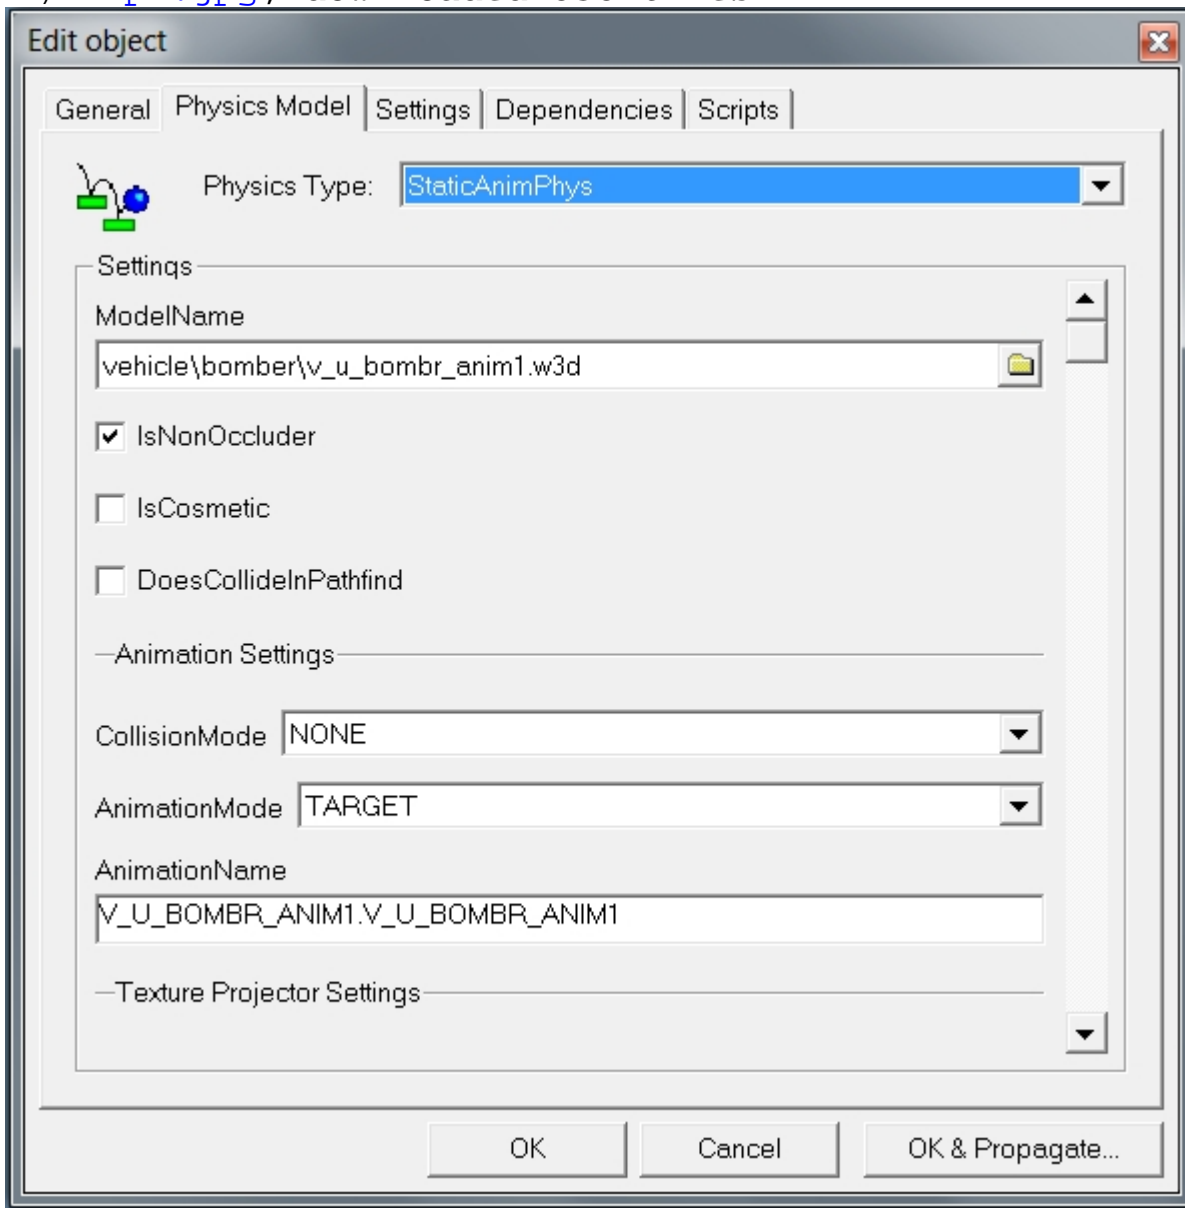 Edit object
General Physics Model Settings Dependencies Scripts
Physics Type: StaticAnimPhys
Settings
ModelName
vehicle\bomber\v_u_bombr_anim1.w3d
IsNonOccluder
IsCosmetic
DoesCollideInPathfind
Animation Settings
CollisionMode NONE
AnimationMode TARGET
AnimationName
V_U_BOMBR_ANIM1.V_U_BOMBR_ANIM1
Texture Projector Settings
OK Cancel OK & Propagate...